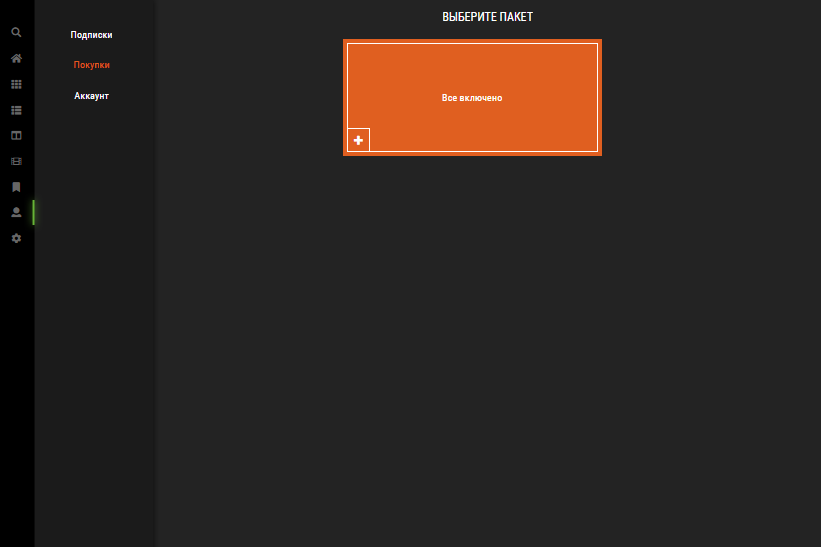 Подписки
Покупки
Аккаунт
ВЫБЕРИТЕ ПАКЕТ
Все включено